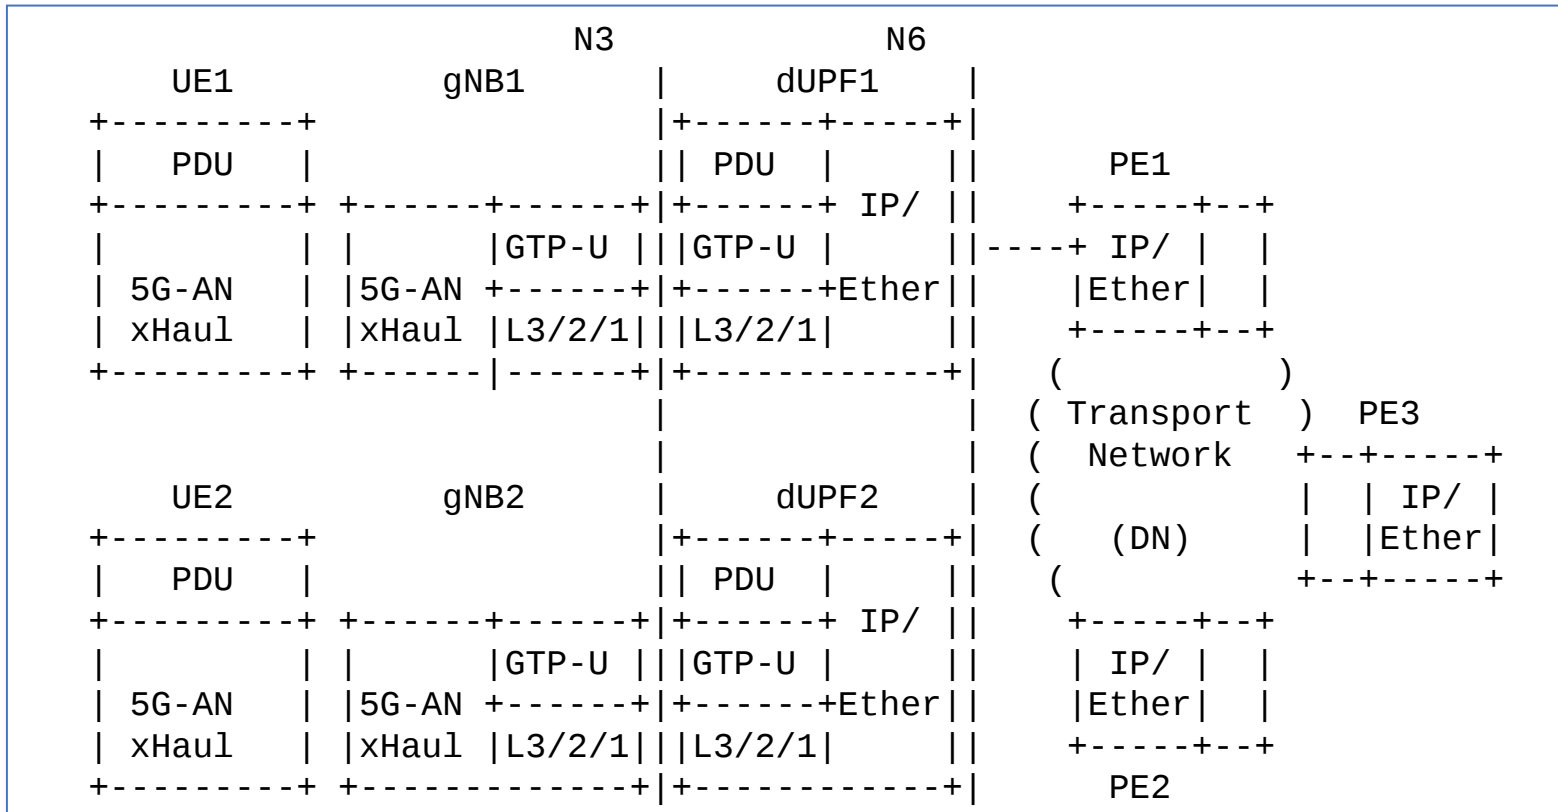 N3             N6
    UE1          gNB1      |     dUPF1    |
+---------+                |+------+-----+|
|   PDU   |                || PDU  |     ||      PE1
+---------+ +------+------+|+------+ IP/ ||    +-----+--+
|         | |      |GTP-U |||GTP-U |     ||----+ IP/ |  |
| 5G-AN   | |5G-AN +------+|+------+Ether||    |Ether|  |
| xHaul   | |xHaul |L3/2/1|||L3/2/1|     ||    +-----+--+
+---------+ +------|------+|+------------+|   (          )
                           |              |  ( Transport  )  PE3
                           |              |  (  Network   +--+-----+
    UE2          gNB2      |     dUPF2    |  (            |  | IP/ |
+---------+                |+------+-----+|  (   (DN)     |  |Ether|
|   PDU   |                || PDU  |     ||   (           +--+-----+
+---------+ +------+------+|+------+ IP/ ||    +-----+--+
|         | |      |GTP-U |||GTP-U |     ||    | IP/ |  |
| 5G-AN   | |5G-AN +------+|+------+Ether||    |Ether|  |
| xHaul   | |xHaul |L3/2/1|||L3/2/1|     ||    +-----+--+
+---------+ +-------------+|+------------+|      PE2